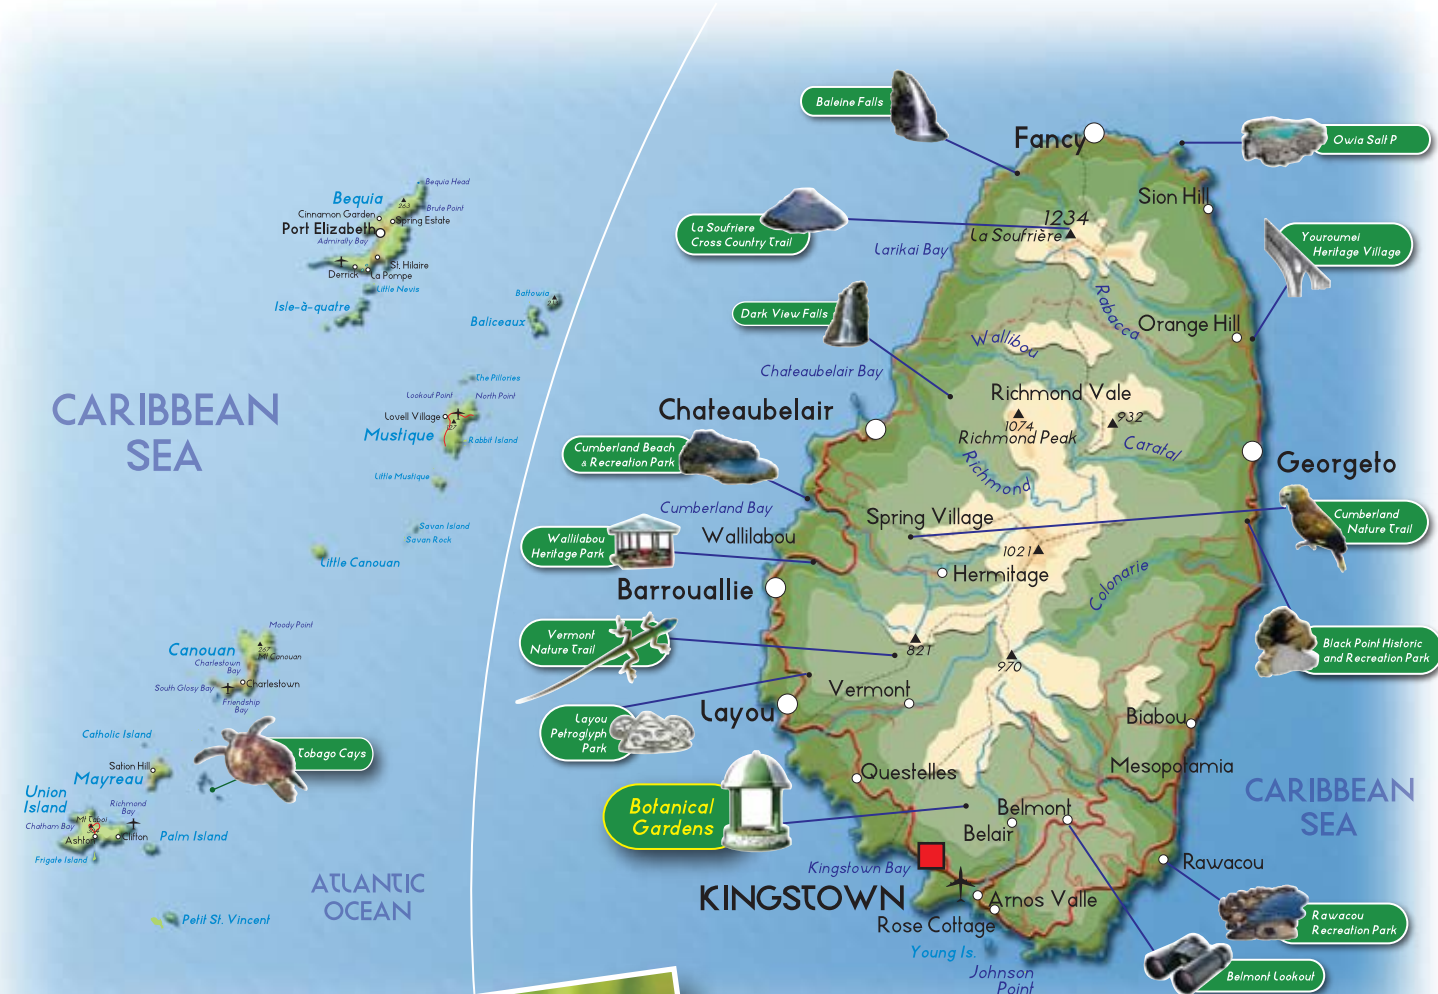 Baleine Falls
Fancy
Owia Salt P
Sion Hill
1234
La Soufrière
La Soufriere
Cross Country Trail
Larikai Bay
Youroumei
Heritage Village
Rabacca
Orange Hill
Dark View Falls
Wallibou
Chateaubelair Bay
Richmond Vale
1074
932
Richmond Peak
Chateaubelair
Caratal
Richmond
Georgeto
Cumberland Beach
& Recreation Park
Cumberland Bay
Spring Village
Cumberland
Nature Trail
Wallilabou
Wallilabou
Heritage Park
1021
Hermitage
Colonarie
Barrouallie
Vermont
Nature Trail
821
970
Black Point Historic
and Recreation Park
Vermont
Layou
Layou
Petroglyph
Park
Biabou
Mesopotamia
Questelles
Botanical
Gardens
Belmont
Belair
CARIBBEAN
SEA
Kingstown Bay
KINGSTOWN
Rawacou
Arnos Valle
Rose Cottage
Rawacou
Recreation Park
Young Is.
Johnson
Point
Belmont Lookout
Bequia Head
Bequia
263
Brute Point
Cinnamon Garden
Spring Estate
Port Elizabeth
Admirally Bay
St. Hilaire
Derrick
La Pompe
Little Nevis
Isle-à-quatre
Battowia
Baliceaux
CARIBBEAN
SEA
The Pillories
Lookout Point
North Point
Lovell Village
Mustique
Rabbit Island
Little Mustique
Savan Island
Savan Rock
Little Canouan
Moody Point
Canouan
267
Mt Canouan
Charlestown
Bay
South Glosy Bay
Charlestown
Friendship
Bay
Catholic Island
Tobago Cays
Sation Hill
Mayreau
Union
Island
Richmond
Bay
Mt Taboi
Chatham Bay
Ashton
Clifton
Palm Island
Frigate Island
ATLANTIC
OCEAN
Petit St. Vincent